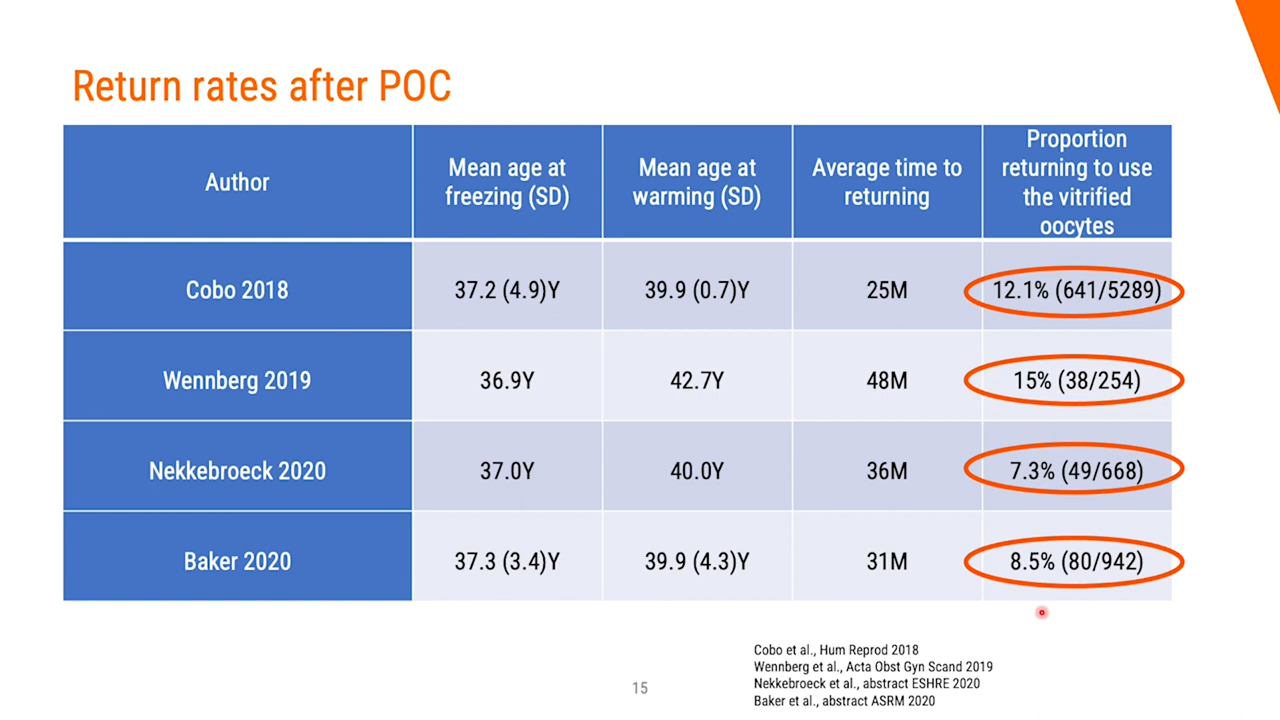 Return rates after POC
Author
Mean age at
freezing (SD)
Mean age at
warming (SD)
Average time to
returning
Proportion
returning to use
the vitrified
oocytes
Cobo 2018
37.2 (4.9)Y
39.9 (0.7)Y
25M
12.1% (641/5289)
Wennberg 2019
36.9Y
42.7Y
48M
15% (38/254)
Nekkebroeck 2020
37.0Y
40.0Y
36M
7.3% (49/668)
Baker 2020
37.3 (3.4)Y
39.9 (4.3)Y
31M
8.5% (80/942)
Cobo et al., Hum Reprod 2018
Wennberg et al., Acta Obst Gyn Scand 2019
Nekkebroeck et al., abstract ESHRE 2020
Baker et al., abstract ASRM 2020
15